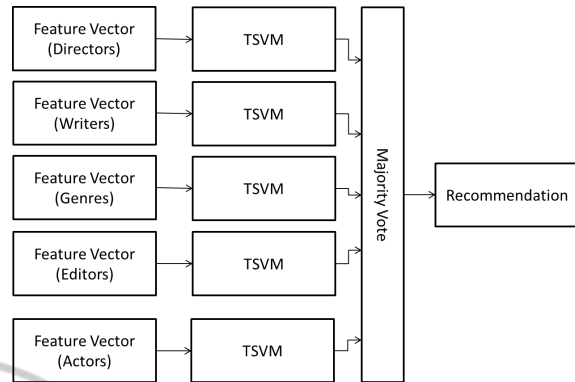 Feature Vector
(Directors)
TSVM
Feature Vector
(Writers)
TSVM
Feature Vector
(Genres)
TSVM
Feature Vector
(Editors)
TSVM
Feature Vector
(Actors)
TSVM
Majority Vote
Recommendation